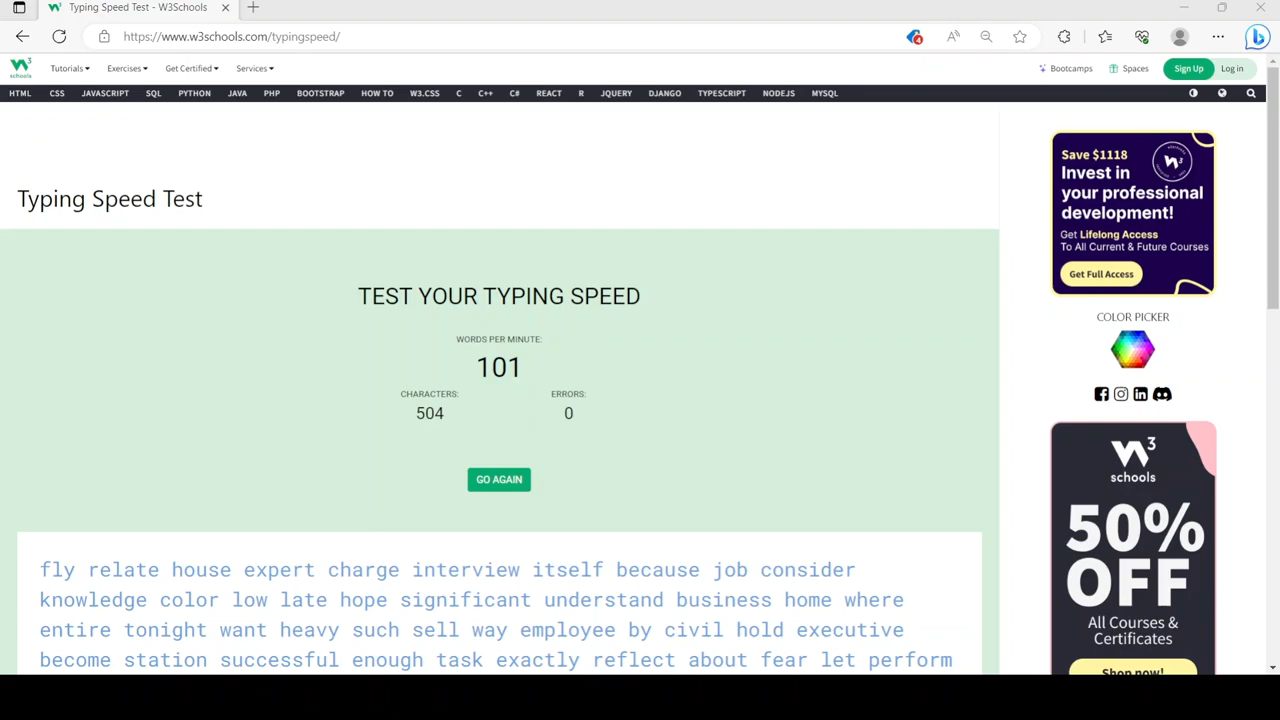 Typing Speed Test - W3Schools
https://www.w3schools.com/typingspeed/
4
W3 schools
Tutorials Exercises Get Certified Services
Bootcamps Spaces Sign Up Log in
HTML CSS JAVASCRIPT SQL PYTHON JAVA PHP BOOTSTRAP HOW TO W3.CSS C C++ C# REACT R JQUERY DJANGO TYPESCRIPT NODEJS MYSQL
Typing Speed Test
TEST YOUR TYPING SPEED
WORDS PER MINUTE:
101
CHARACTERS: ERRORS:
504 0
GO AGAIN
fly relate house expert charge interview itself because job consider
knowledge color low late hope significant understand business home where
entire tonight want heavy such sell way employee by civil hold executive
become station successful enough task exactly reflect about fear let perform
Save $1118
Invest in
your professional
development!
Get Lifelong Access
To All Current & Future Courses
Get Full Access
COLOR PICKER
W3
schools
50%
OFF
All Courses &
Certificates
Shop now!